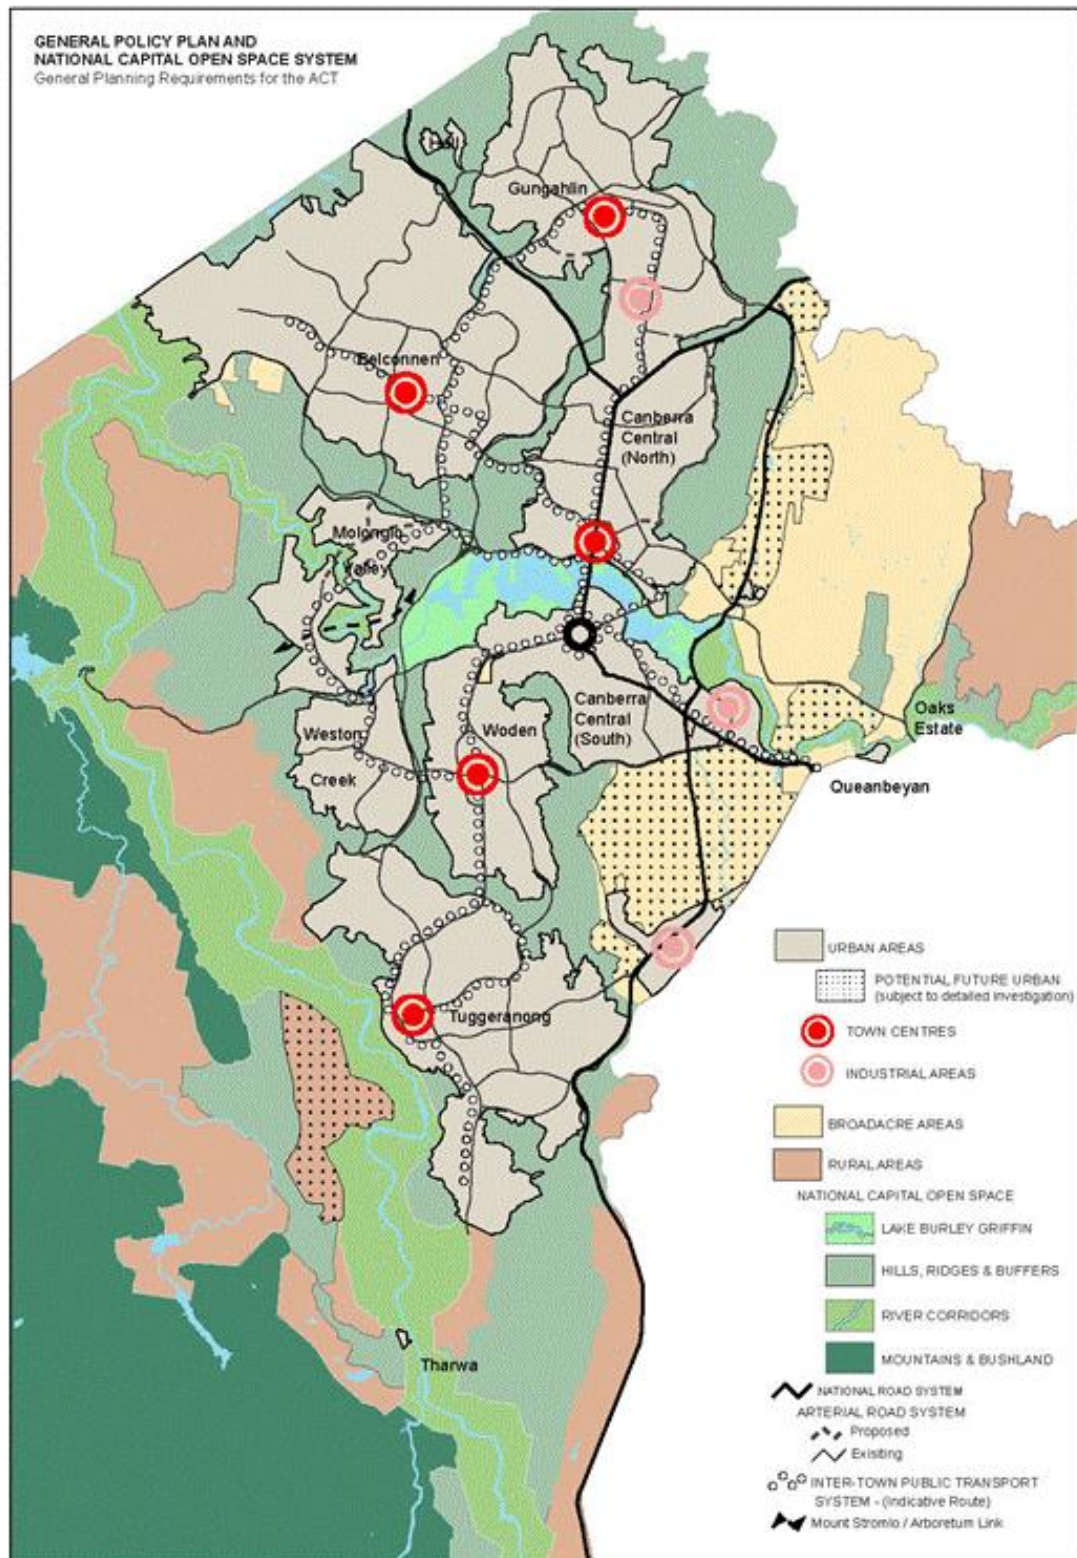 GENERAL POLICY PLAN AND
NATIONAL CAPITAL OPEN SPACE SYSTEM
General Planning Requirements for the ACT
Hall
Gungahlin
Belconnen
Canberra
Central
(North)
Molonglo
Valley
Weston
Creek
Woden
Canberra
Central
(South)
Oaks
Estate
Queanbeyan
Tuggeranong
Tharwa
URBAN AREAS
POTENTIAL FUTURE URBAN
(subject to detailed investigation)
TOWN CENTRES
INDUSTRIAL AREAS
BROADACRE AREAS
RURAL AREAS
NATIONAL CAPITAL OPEN SPACE
LAKE BURLEY GRIFFIN
HILLS, RIDGES & BUFFERS
RIVER CORRIDORS
MOUNTAINS & BUSHLAND
NATIONAL ROAD SYSTEM
ARTERIAL ROAD SYSTEM
Proposed
Exisiting
INTER-TOWN PUBLIC TRANSPORT
SYSTEM - (Indicative Route)
Mount Stromlo / Arboretum Link